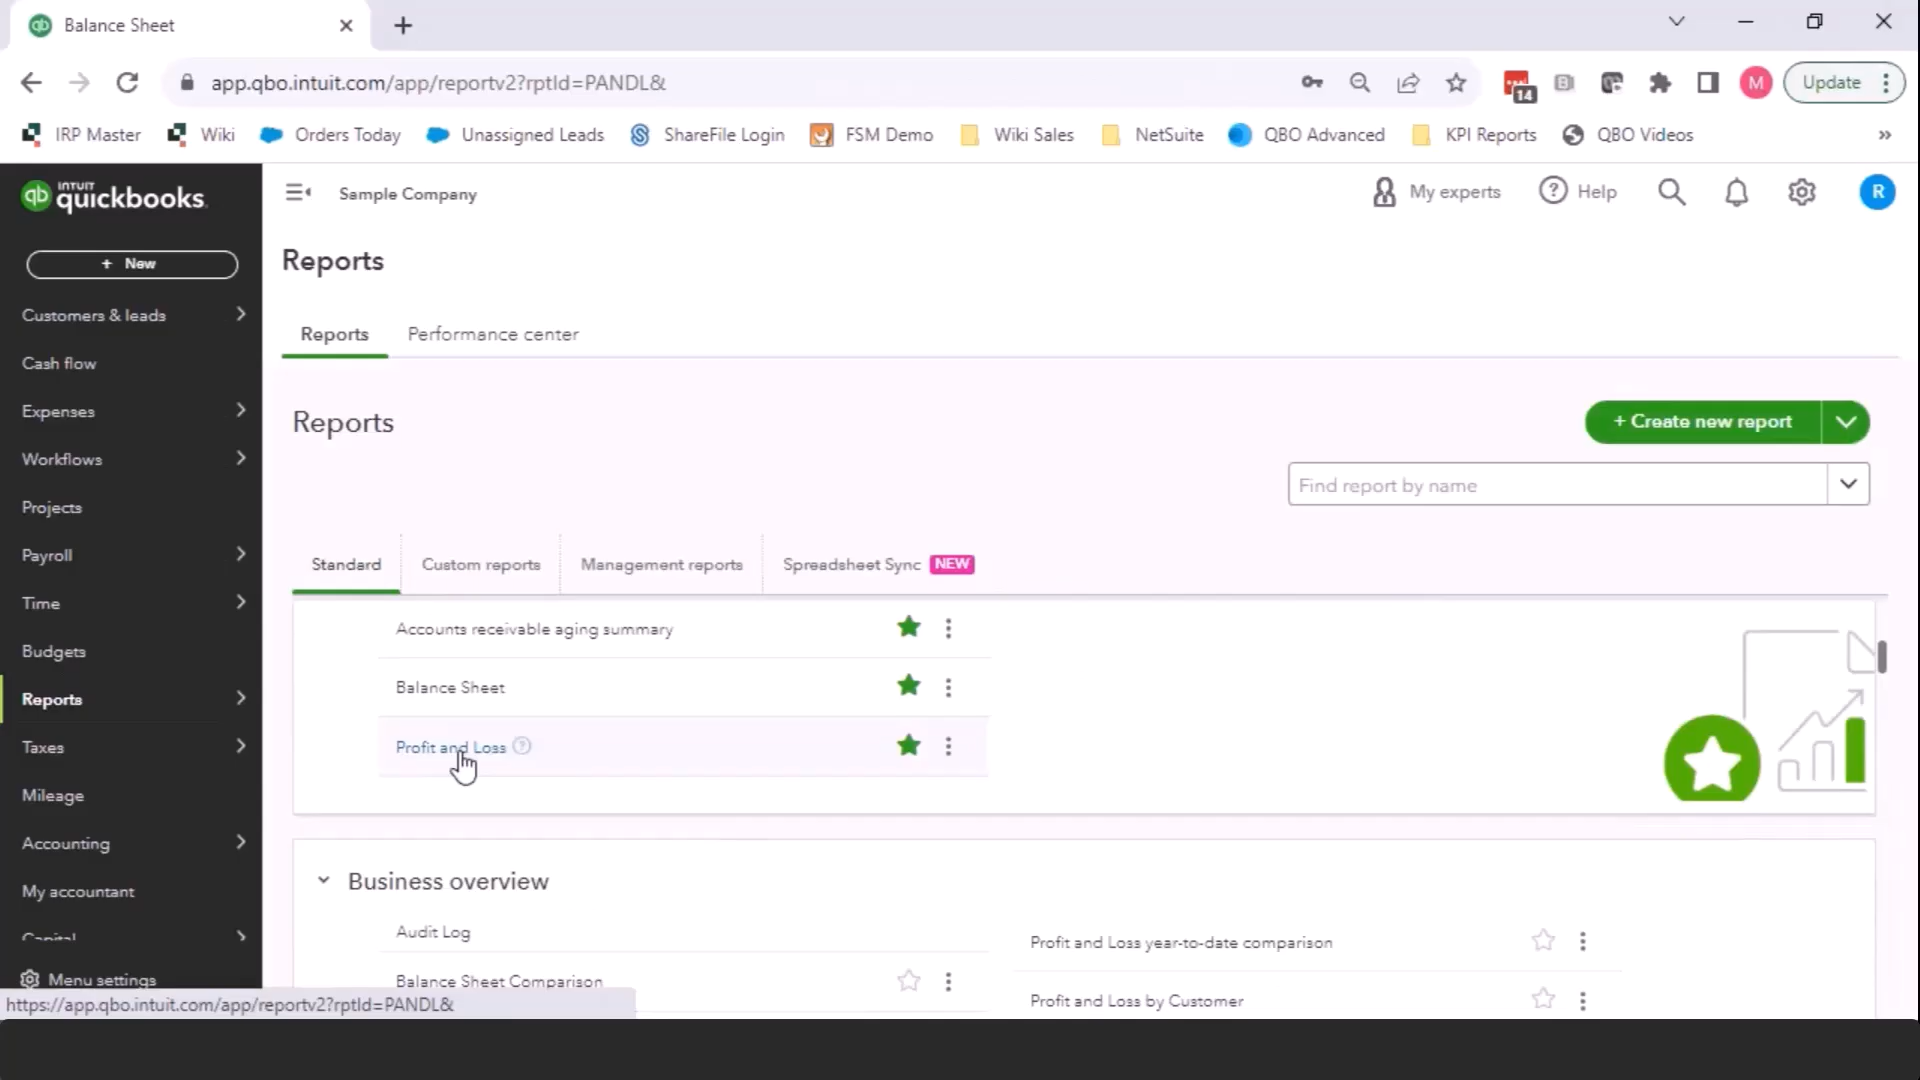 Balance Sheet
app.qbo.intuit.com/app/reportv2?rptId=PANDL&
14
M
Update
IRP Master
Wiki
Orders Today
Unassigned Leads
ShareFile Login
FSM Demo
Wiki Sales
NetSuite
QBO Advanced
KPI Reports
QBO Videos
»
qb INTUIT quickbooks.
Sample Company
My experts
Help
R
+ New
Customers & leads
Cash flow
Expenses
Workflows
Projects
Payroll
Time
Budgets
Reports
Taxes
Mileage
Accounting
My accountant
Capital
Menu settings
https://app.qbo.intuit.com/app/reportv2?rptId=PANDL&
Reports
Reports
Performance center
Reports
+ Create new report
Find report by name
Standard
Custom reports
Management reports
Spreadsheet Sync NEW
Accounts receivable aging summary
Balance Sheet
Profit and Loss
Business overview
Audit Log
Balance Sheet Comparison
Profit and Loss year-to-date comparison
Profit and Loss by Customer